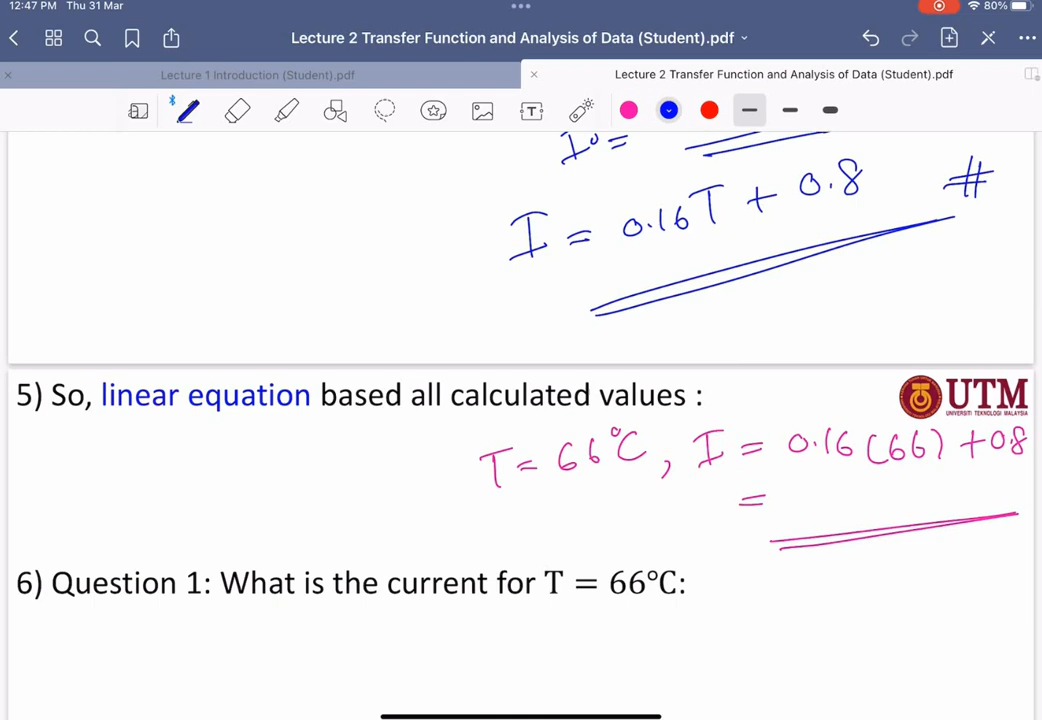 12:47 PM Thu 31 Mar
80%
Lecture 2 Transfer Function and Analysis of Data (Student).pdf
Lecture 1 Introduction (Student).pdf
Lecture 2 Transfer Function and Analysis of Data (Student).pdf
I₀ =
I = 0.16T + 0.8 #
5) So, linear equation based all calculated values :
UTM
UNIVERSITI TEKNOLOGI MALAYSIA
T = 66°C, I = 0.16 (66) + 0.8
=
6) Question 1: What is the current for T = 66℃: